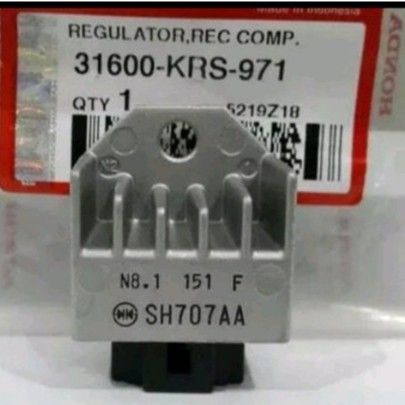 Made in Indonesia
REGULATOR,REC COMP.
31600-KRS-971
QTY 1
5219Z18
HONDA
N8.1 151 F
SH707AA